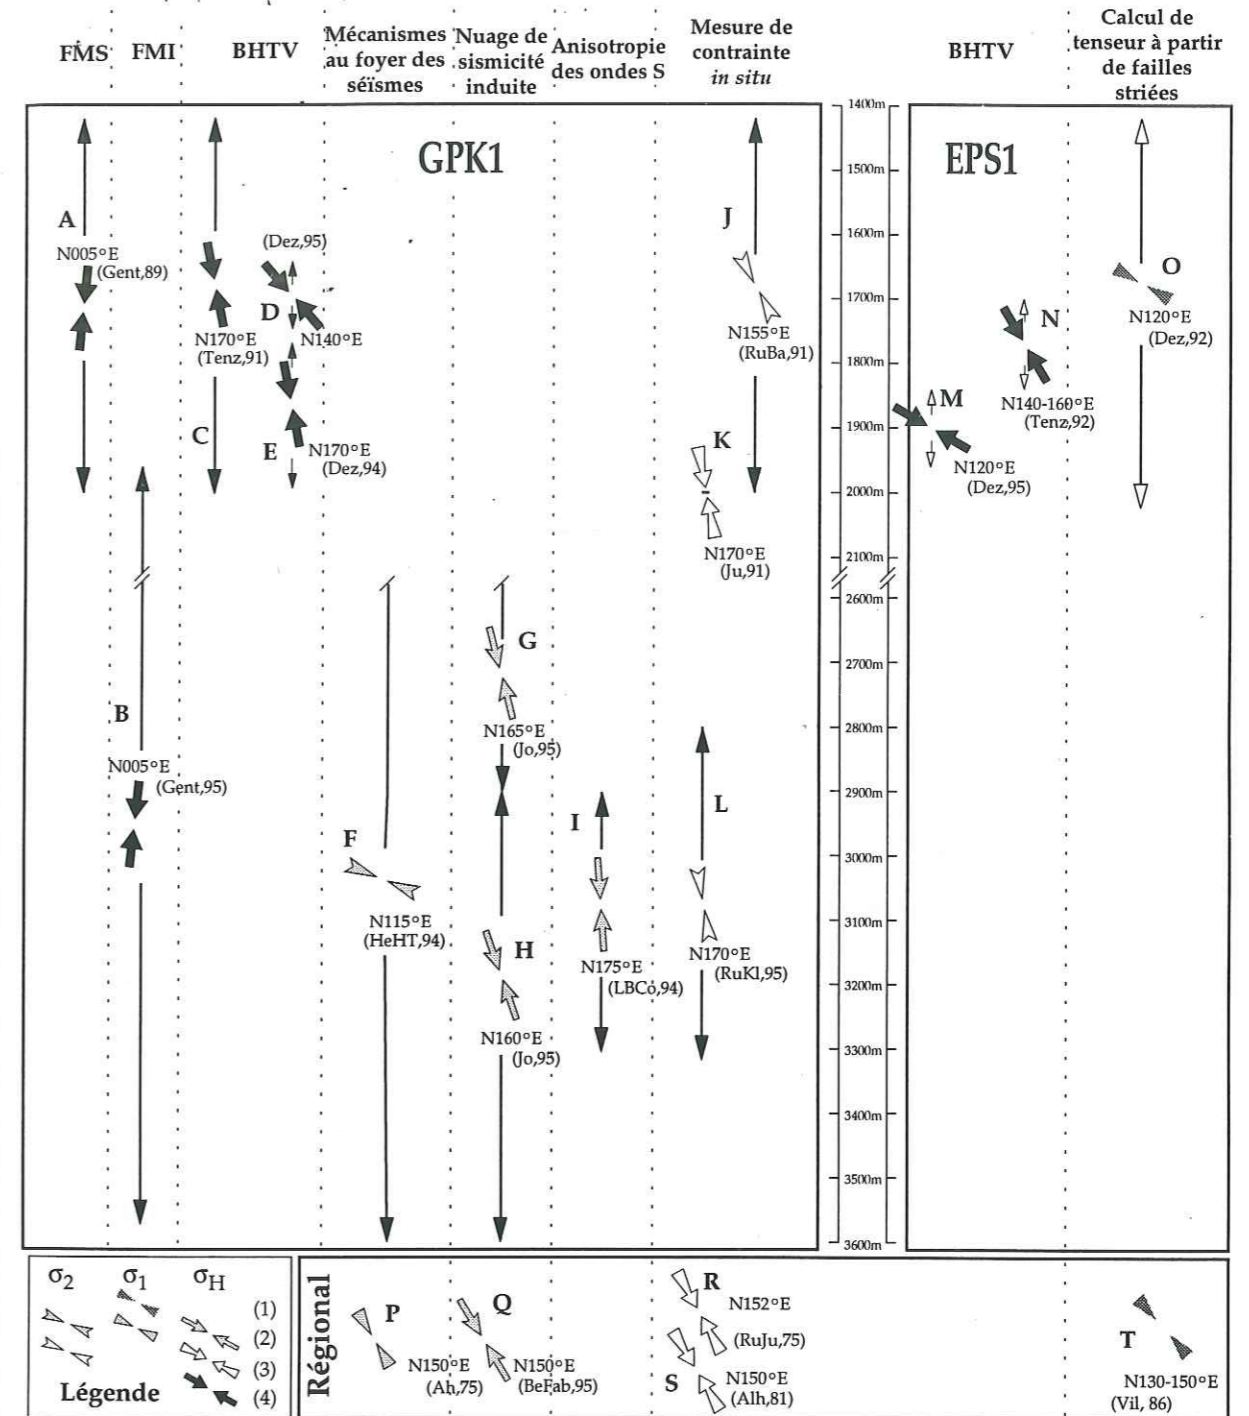 FMS
FMI
BHTV
Mécanismes
au foyer des
séïsmes
Nuage de
sismicité
induite
Anisotropie
des ondes S
Mesure de
contrainte
in situ
BHTV
Calcul de
tenseur à partir
de failles
striées
GPK1
EPS1
1400m
1500m
1600m
1700m
1800m
1900m
2000m
2100m
2600m
2700m
2800m
2900m
3000m
3100m
3200m
3300m
3400m
3500m
3600m
A
N005°E
(Gent,89)
B
N005°E
(Gent,95)
C
N170°E
(Tenz,91)
(Dez,95)
D
N140°E
E
N170°E
(Dez,94)
F
N115°E
(HeHT,94)
G
N165°E
(Jo,95)
H
N160°E
(Jo,95)
I
N175°E
(LBCo,94)
J
N155°E
(RuBa,91)
K
N170°E
(Ju,91)
L
N170°E
(RuKl,95)
M
N120°E
(Dez,95)
N
N140-160°E
(Tenz,92)
O
N120°E
(Dez,92)
σ2 σ1 σH
(1)
(2)
(3)
(4)
Légende
Régional
P
N150°E
(Ah,75)
Q
N150°E
(BeFab,95)
R
N152°E
(RuJu,75)
S
N150°E
(Alh,81)
T
N130-150°E
(Vil, 86)